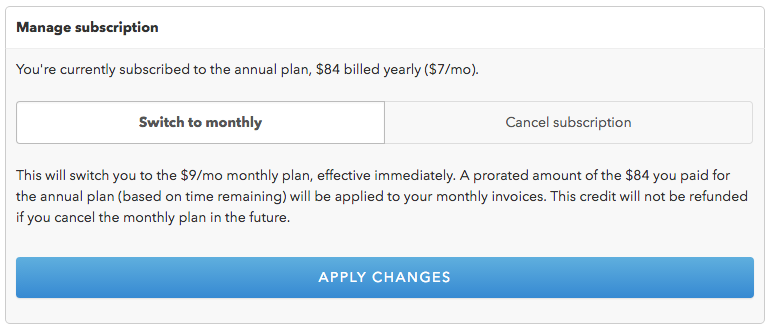 Manage subscription
You're currently subscribed to the annual plan, $84 billed yearly ($7/mo).
Switch to monthly
Cancel subscription
This will switch you to the $9/mo monthly plan, effective immediately. A prorated amount of the $84 you paid for
the annual plan (based on time remaining) will be applied to your monthly invoices. This credit will not be refunded
if you cancel the monthly plan in the future.
APPLY CHANGES